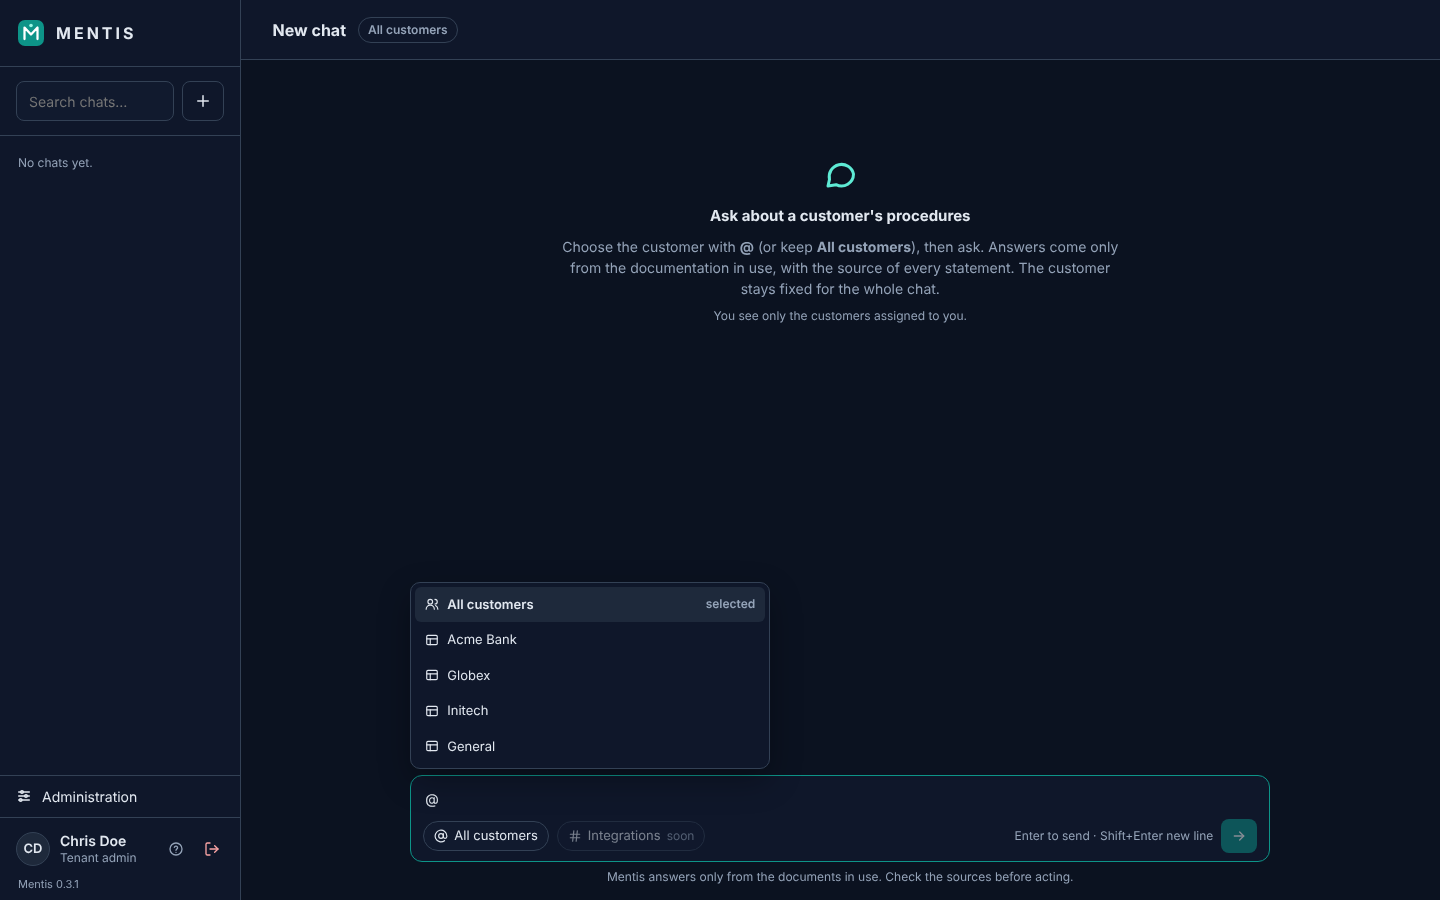 MENTIS
New chat
All customers
Search chats...
No chats yet.
Ask about a customer's procedures
Choose the customer with @ (or keep All customers), then ask. Answers come only
from the documentation in use, with the source of every statement. The customer
stays fixed for the whole chat.
You see only the customers assigned to you.
All customers selected
Acme Bank
Globex
Initech
General
@
@ All customers
# Integrations soon
Enter to send · Shift+Enter new line
Mentis answers only from the documents in use. Check the sources before acting.
Administration
CD
Chris Doe
Tenant admin
Mentis 0.3.1